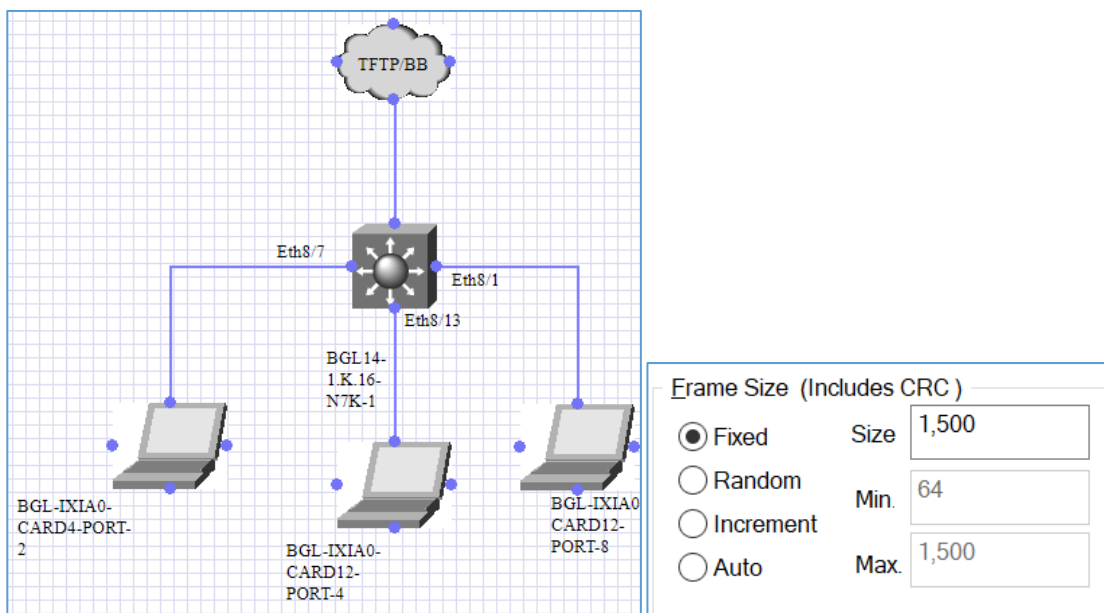 TFTP/BB
Eth8/7
Eth8/1
Eth8/13
BGL14-
1.K.16-
N7K-1
BGL-IXIA0-
CARD4-PORT-
2
BGL-IXIA0-
CARD12-
PORT-4
BGL-IXIA0
CARD12-
PORT-8
Frame Size (Includes CRC )
Fixed
Size 1,500
Random
Min. 64
Increment
Max. 1,500
Auto